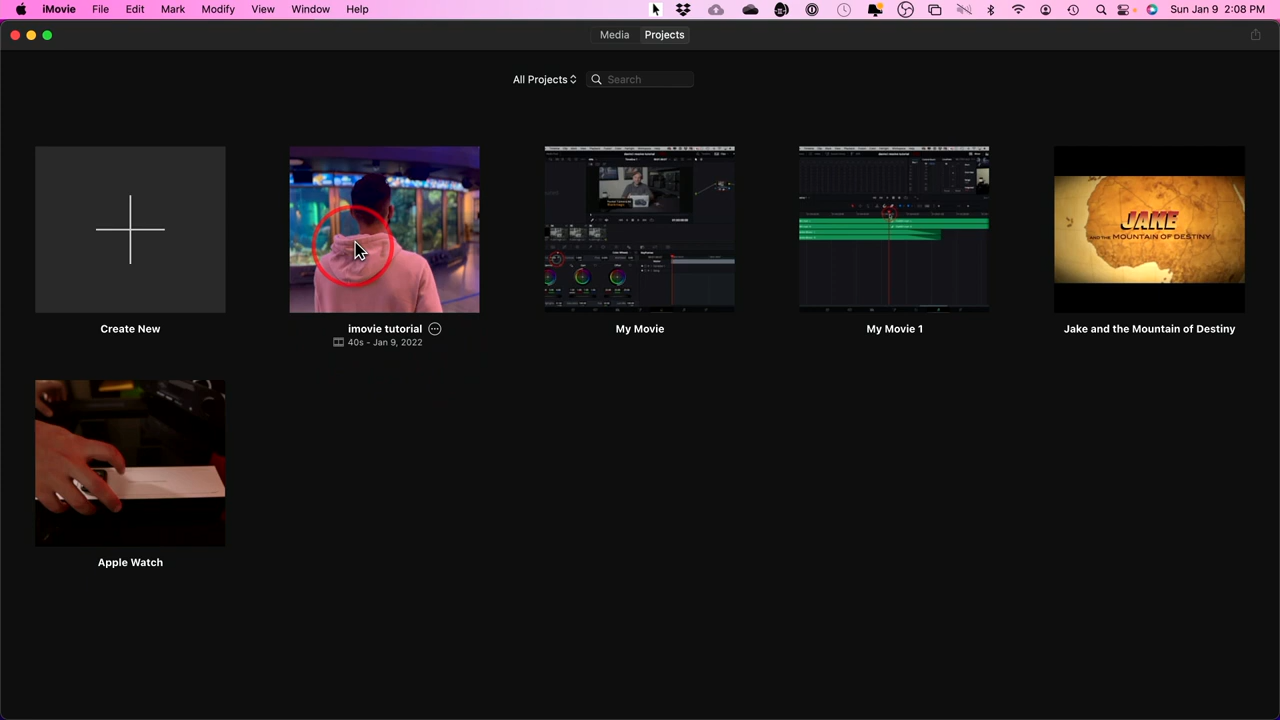 iMovie File Edit Mark Modify View Window Help Sun Jan 9 2:08 PM
Media Projects
All Projects Search
JAKE
AND THE MOUNTAIN OF DESTINY
Create New
imovie tutorial
40s - Jan 9, 2022
My Movie
My Movie 1
Jake and the Mountain of Destiny
Apple Watch